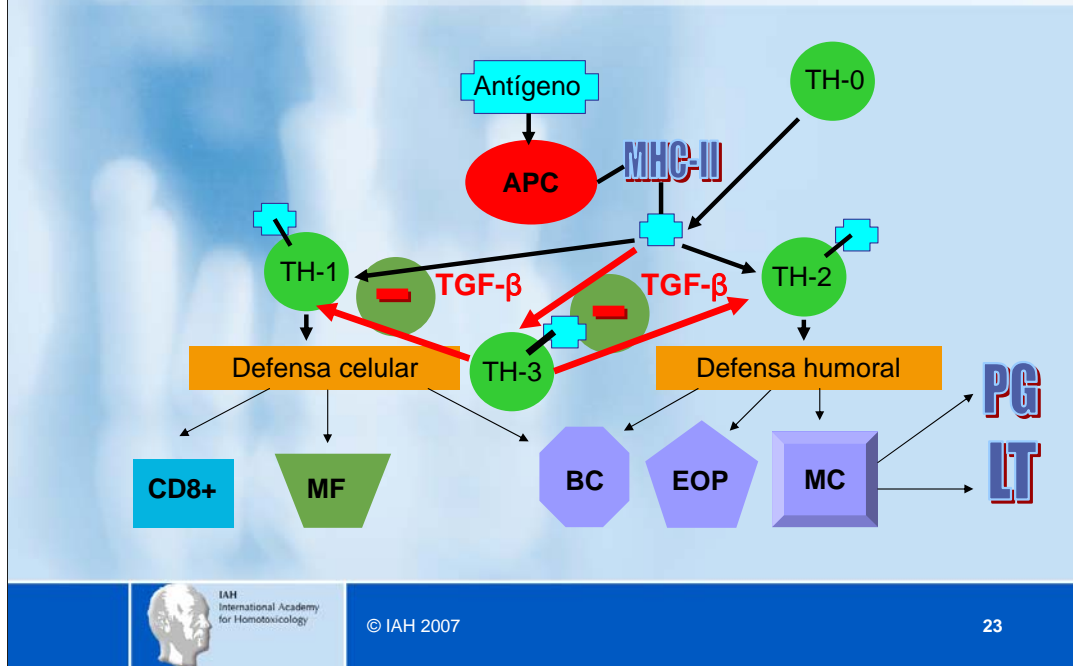 Antígeno
TH-0
APC
MHC-II
TH-1
TGF-β
TGF-β
TH-2
TH-3
Defensa celular
Defensa humoral
PG
LT
CD8+
MF
BC
EOP
MC
IAH
International Academy
for Homotoxicology
© IAH 2007
23